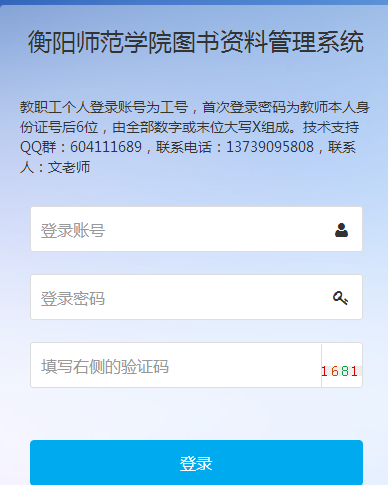 衡阳师范学院图书资料管理系统
教职工个人登录账号为工号，首次登录密码为教师本人身
份证号后6位，由全部数字或末位大写X组成。技术支持
QQ群：604111689，联系电话：13739095808，联系
人：文老师
登录账号
登录密码
填写右侧的验证码
1681
登录